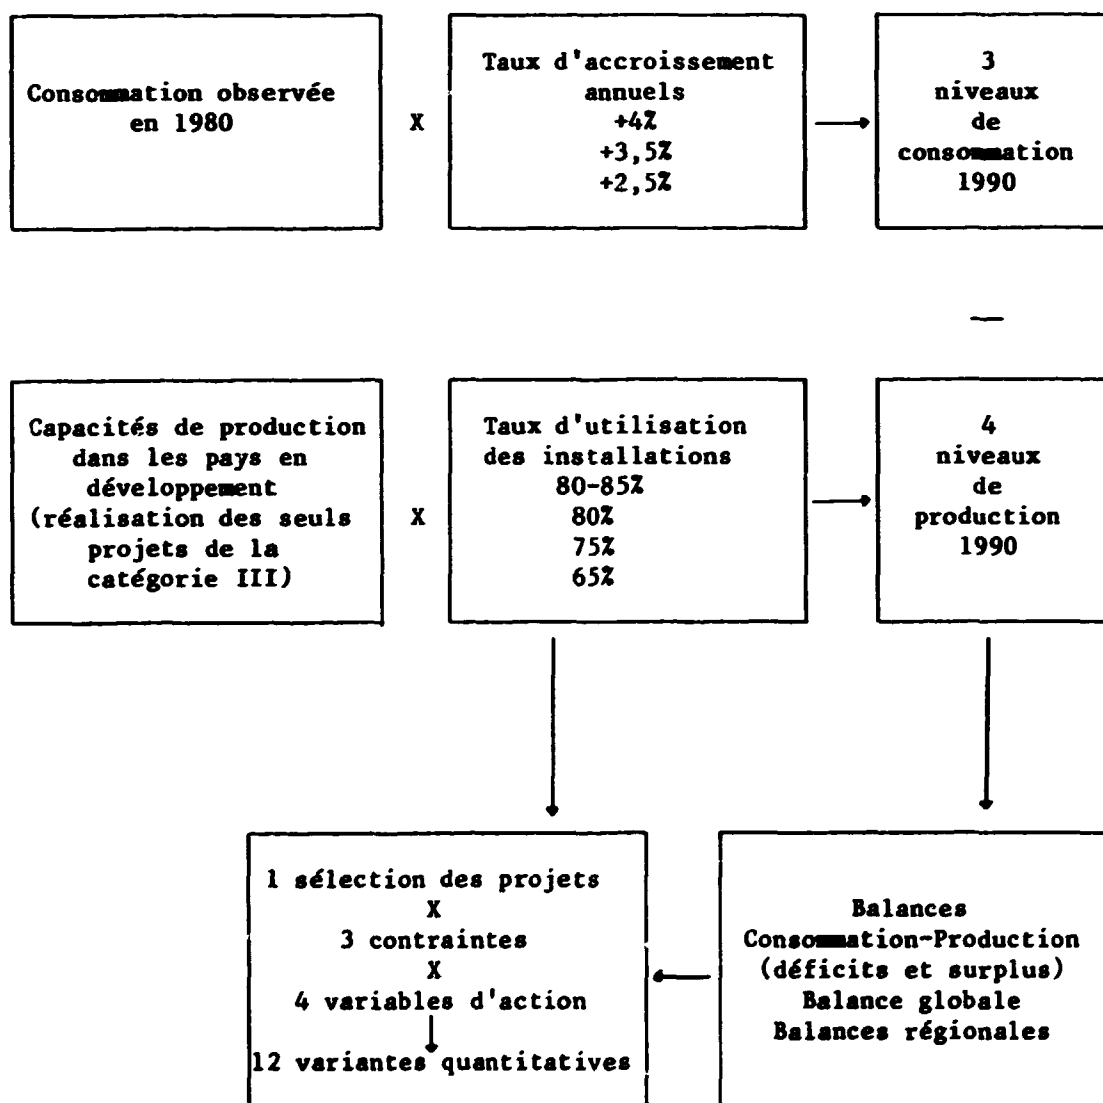 Consommation observée
en 1980
X
Taux d'accroissement
annuels
+4%
+3,5%
+2,5%
3
niveaux
de
consommation
1990
—
Capacités de production
dans les pays en
développement
(réalisation des seuls
projets de la
catégorie III)
X
Taux d'utilisation
des installations
80-85%
80%
75%
65%
4
niveaux
de
production
1990
1 sélection des projets
X
3 contraintes
X
4 variables d'action
12 variantes quantitatives
Balances
Consommation-Production
(déficits et surplus)
Balance globale
Balances régionales